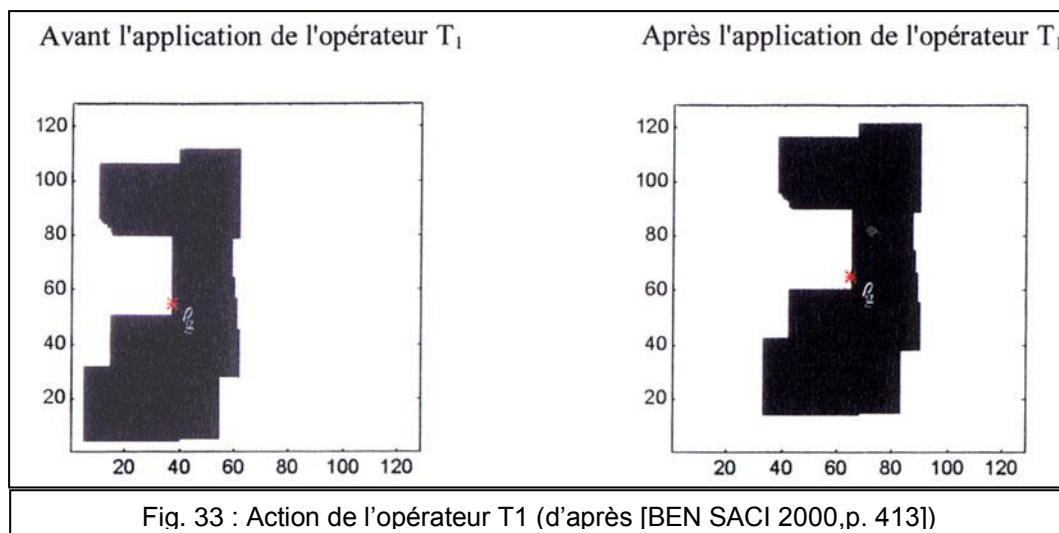 Avant l'application de l'opérateur T₁
Après l'application de l'opérateur T₁
120
100
80
60
40
20
20 40 60 80 100 120
120
100
80
60
40
20
20 40 60 80 100 120
Fig. 33 : Action de l’opérateur T1 (d’après [BEN SACI 2000,p. 413])